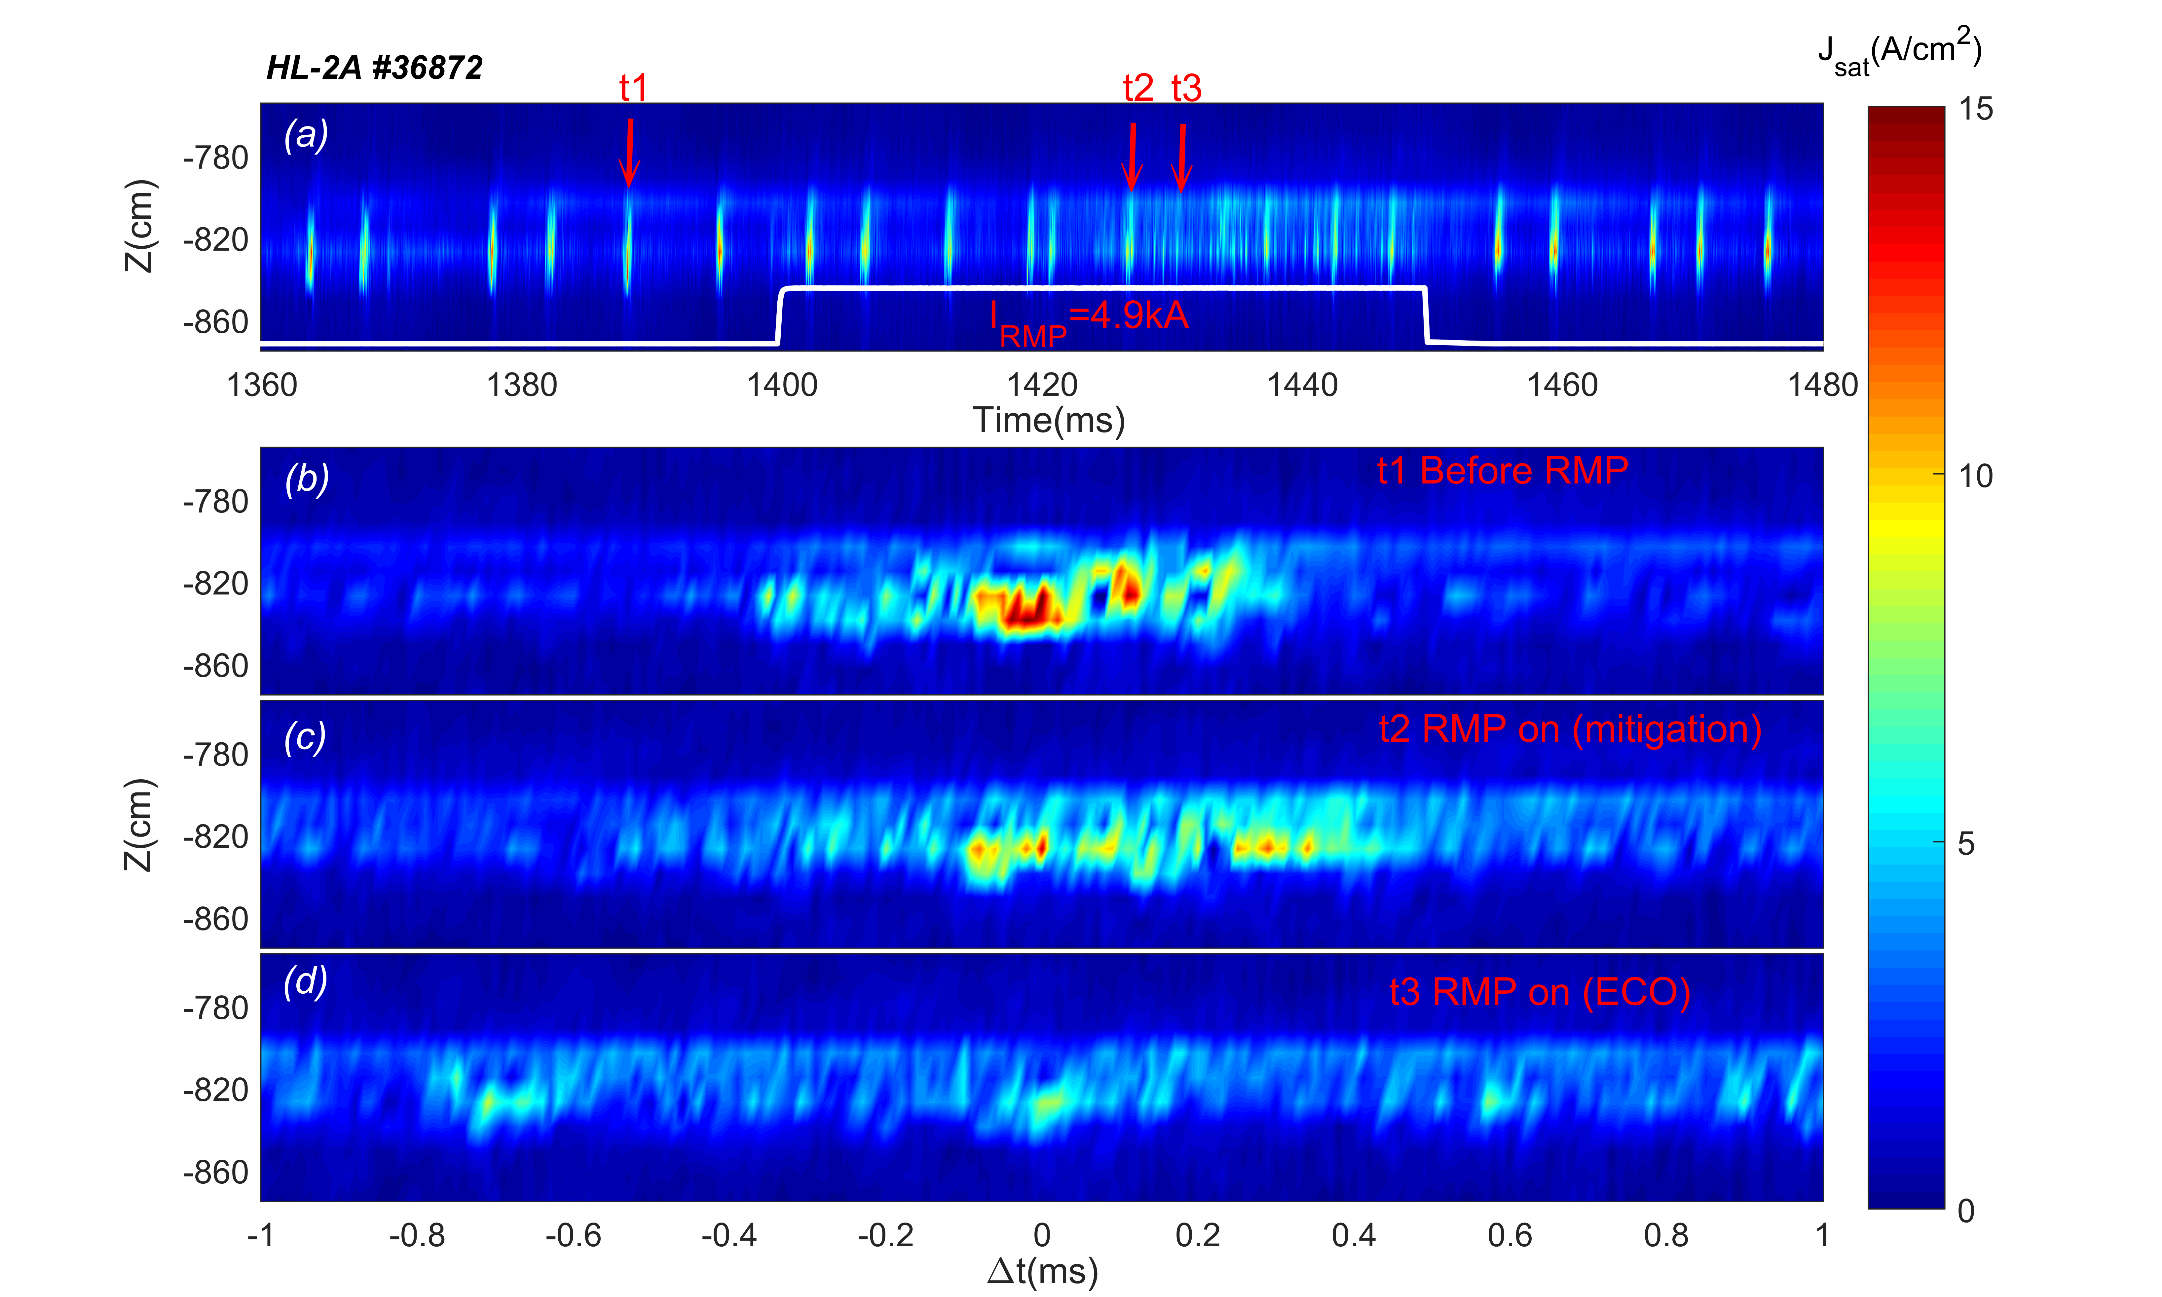 HL-2A #36872
J_sat(A/cm²)
t1 t2 t3
(a)
15
-780
-820
-860
Z(cm)
I_RMP=4.9kA
1360 1380 1400 1420 1440 1460 1480
Time(ms)
(b)
t1 Before RMP
10
-780
-820
-860
(c)
t2 RMP on (mitigation)
-780
-820
-860
Z(cm)
5
(d)
t3 RMP on (ECO)
-780
-820
-860
0
-1 -0.8 -0.6 -0.4 -0.2 0 0.2 0.4 0.6 0.8 1
Δt(ms)